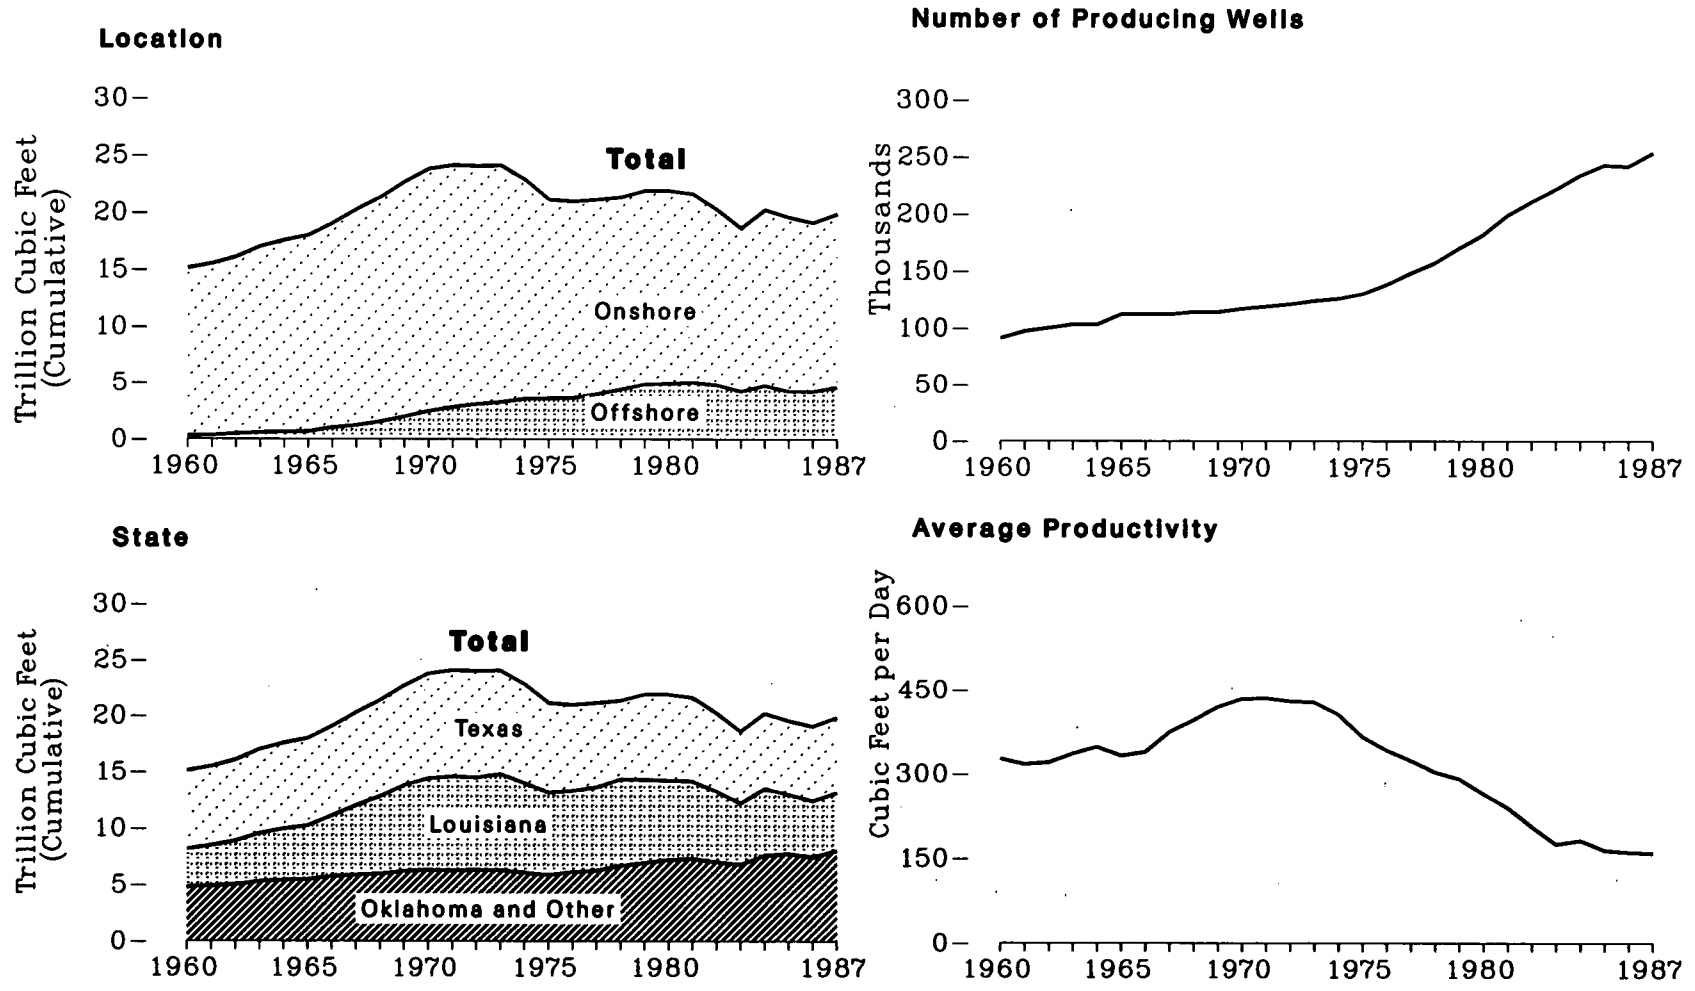 Location
30
25
20
15
10
5
0
Trillion Cubic Feet
(Cumulative)
Total
Onshore
Offshore
1960 1965 1970 1975 1980 1987
Number of Producing Wells
300
250
200
150
100
50
0
Thousands
1960 1965 1970 1975 1980 1987
State
30
25
20
15
10
5
0
Trillion Cubic Feet
(Cumulative)
Total
Texas
Louisiana
Oklahoma and Other
1960 1965 1970 1975 1980 1987
Average Productivity
600
450
300
150
0
Cubic Feet per Day
1960 1965 1970 1975 1980 1987